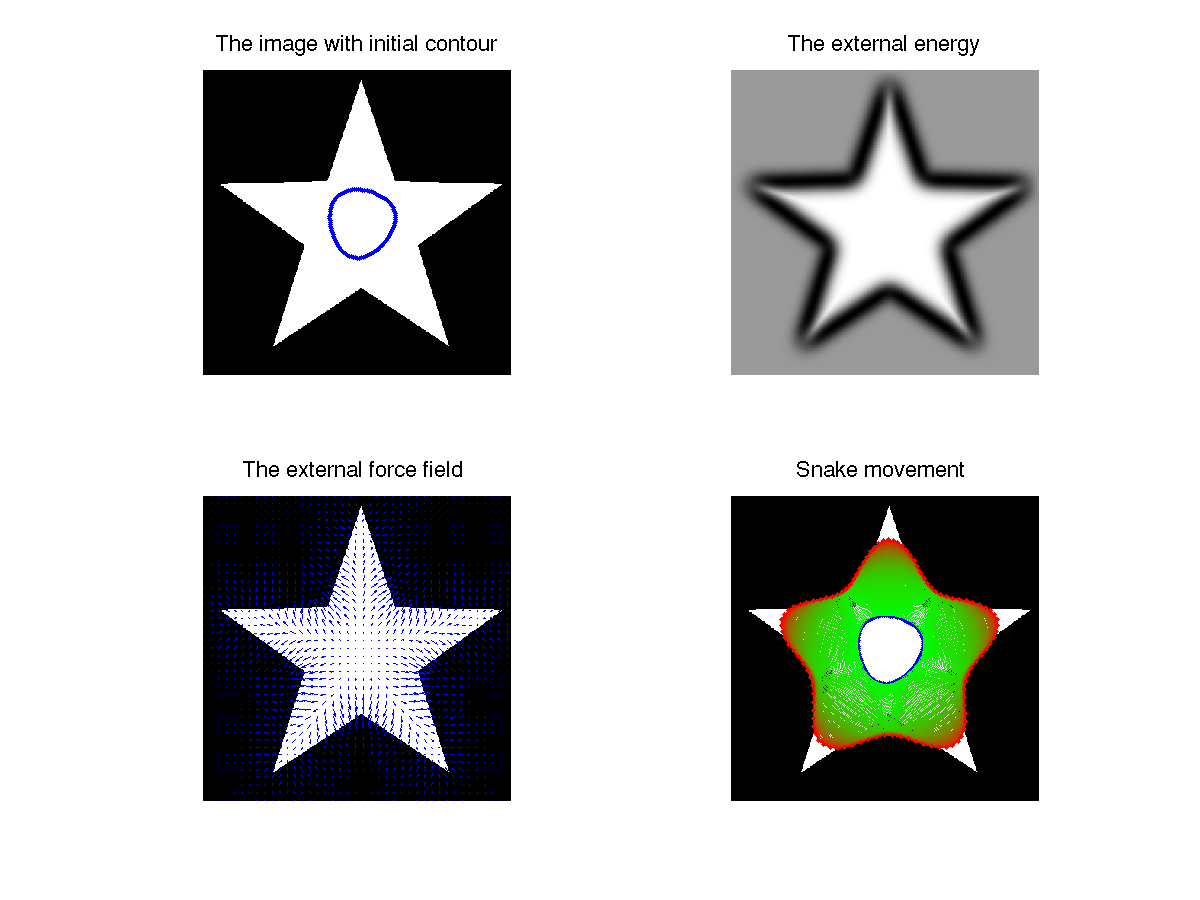 The image with initial contour
The external energy
The external force field
Snake movement